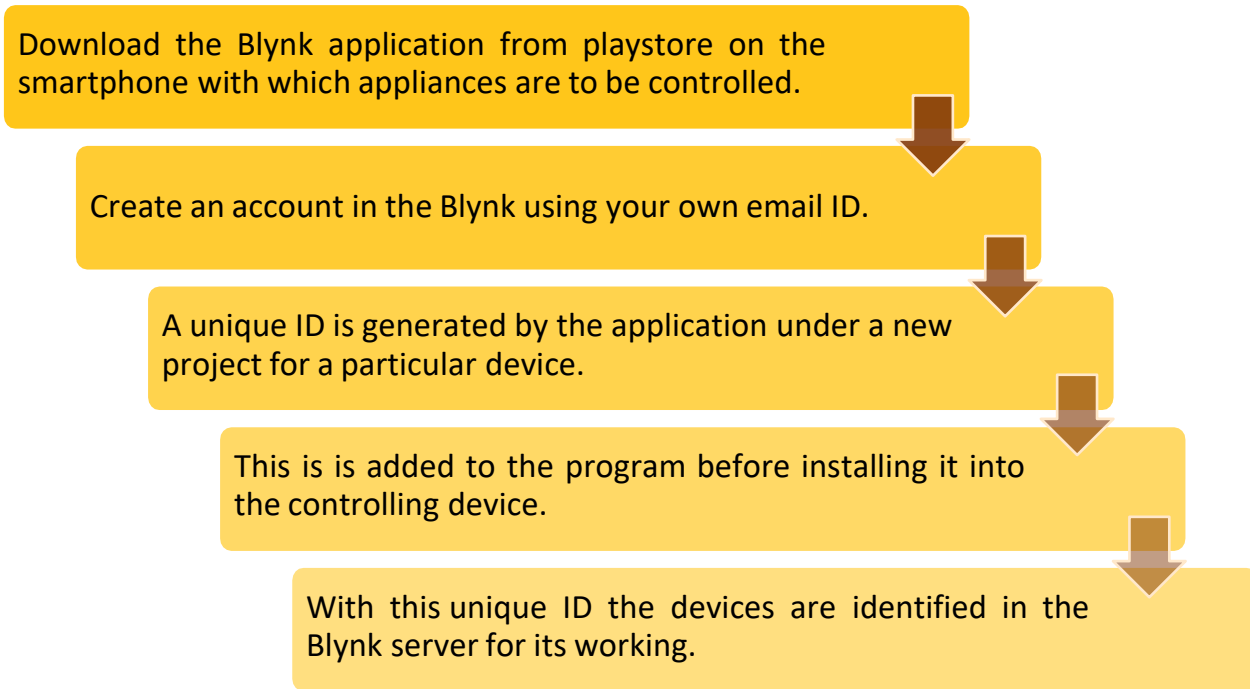 Download the Blynk application from playstore on the
smartphone with which appliances are to be controlled.
Create an account in the Blynk using your own email ID.
A unique ID is generated by the application under a new
project for a particular device.
This is is added to the program before installing it into
the controlling device.
With this unique ID the devices are identified in the
Blynk server for its working.